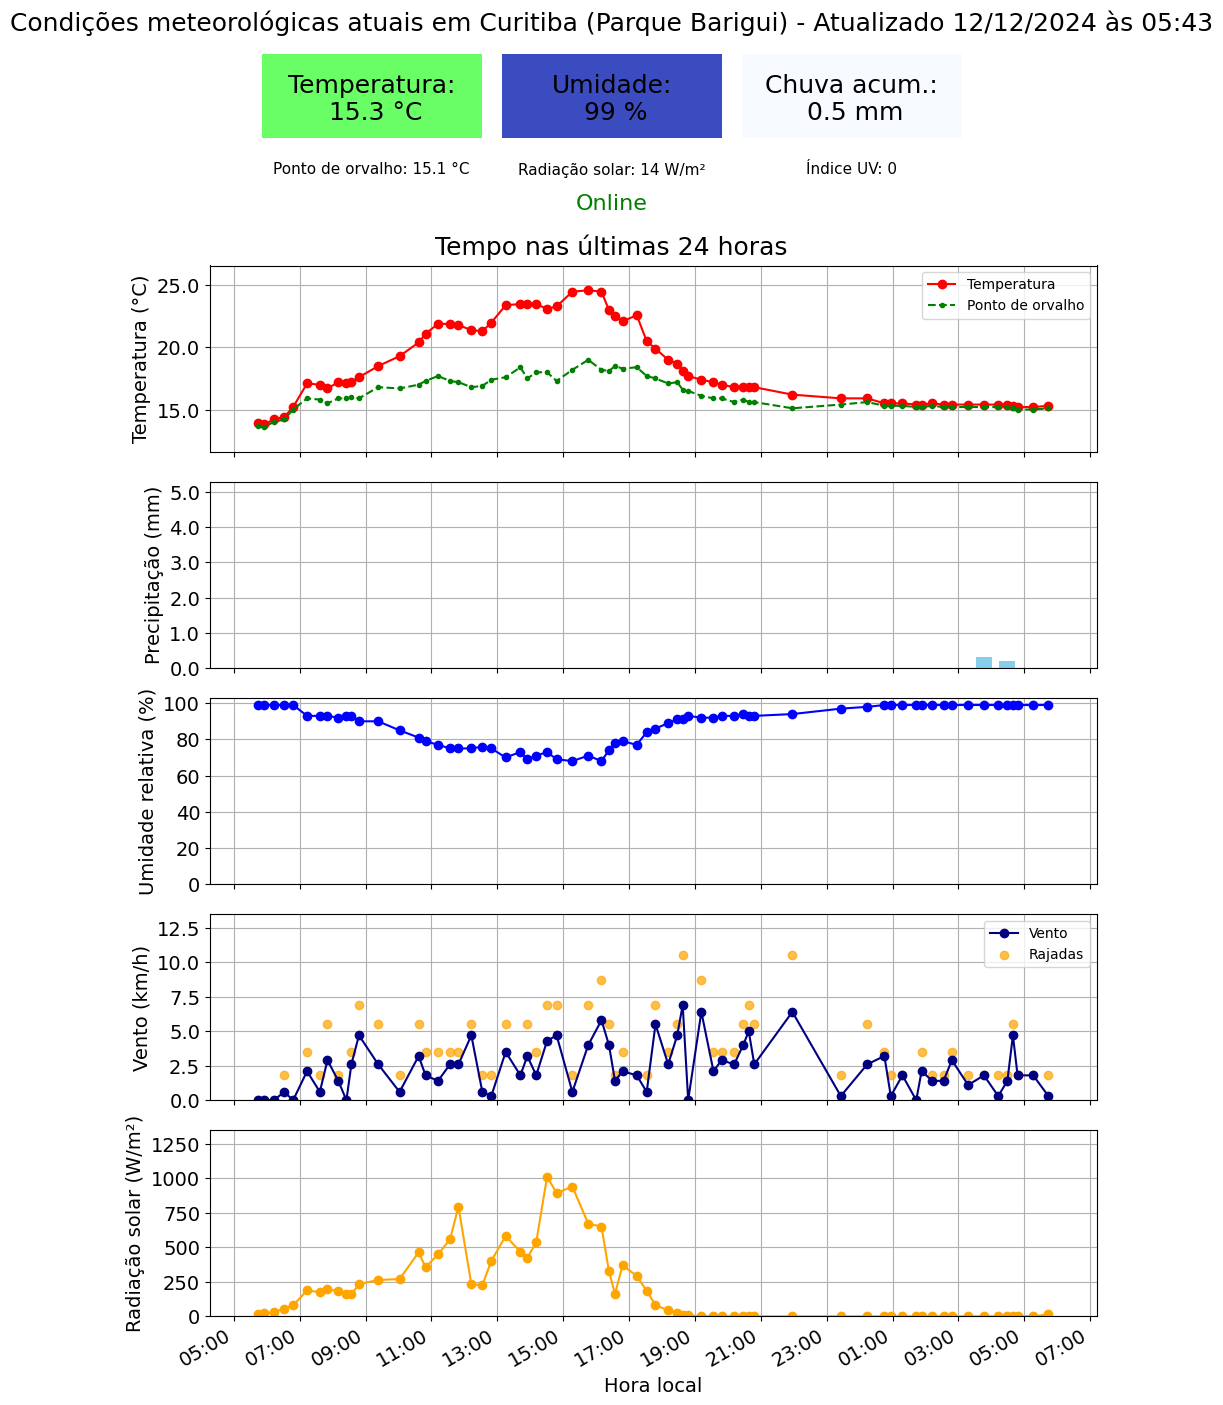 Condições meteorológicas atuais em Curitiba (Parque Barigui) - Atualizado 12/12/2024 às 05:43
Temperatura:
15.3 °C
Umidade:
99 %
Chuva acum.:
0.5 mm
Ponto de orvalho: 15.1 °C
Radiação solar: 14 W/m²
Índice UV: 0
Online
Tempo nas últimas 24 horas
Temperatura (°C)
25.0
20.0
15.0
Temperatura
Ponto de orvalho
Precipitação (mm)
5.0
4.0
3.0
2.0
1.0
0.0
Umidade relativa (%)
100
80
60
40
20
0
Vento (km/h)
12.5
10.0
7.5
5.0
2.5
0.0
Vento
Rajadas
Radiação solar (W/m²)
1250
1000
750
500
250
0
05:00
07:00
09:00
11:00
13:00
15:00
17:00
19:00
21:00
23:00
01:00
03:00
05:00
07:00
Hora local